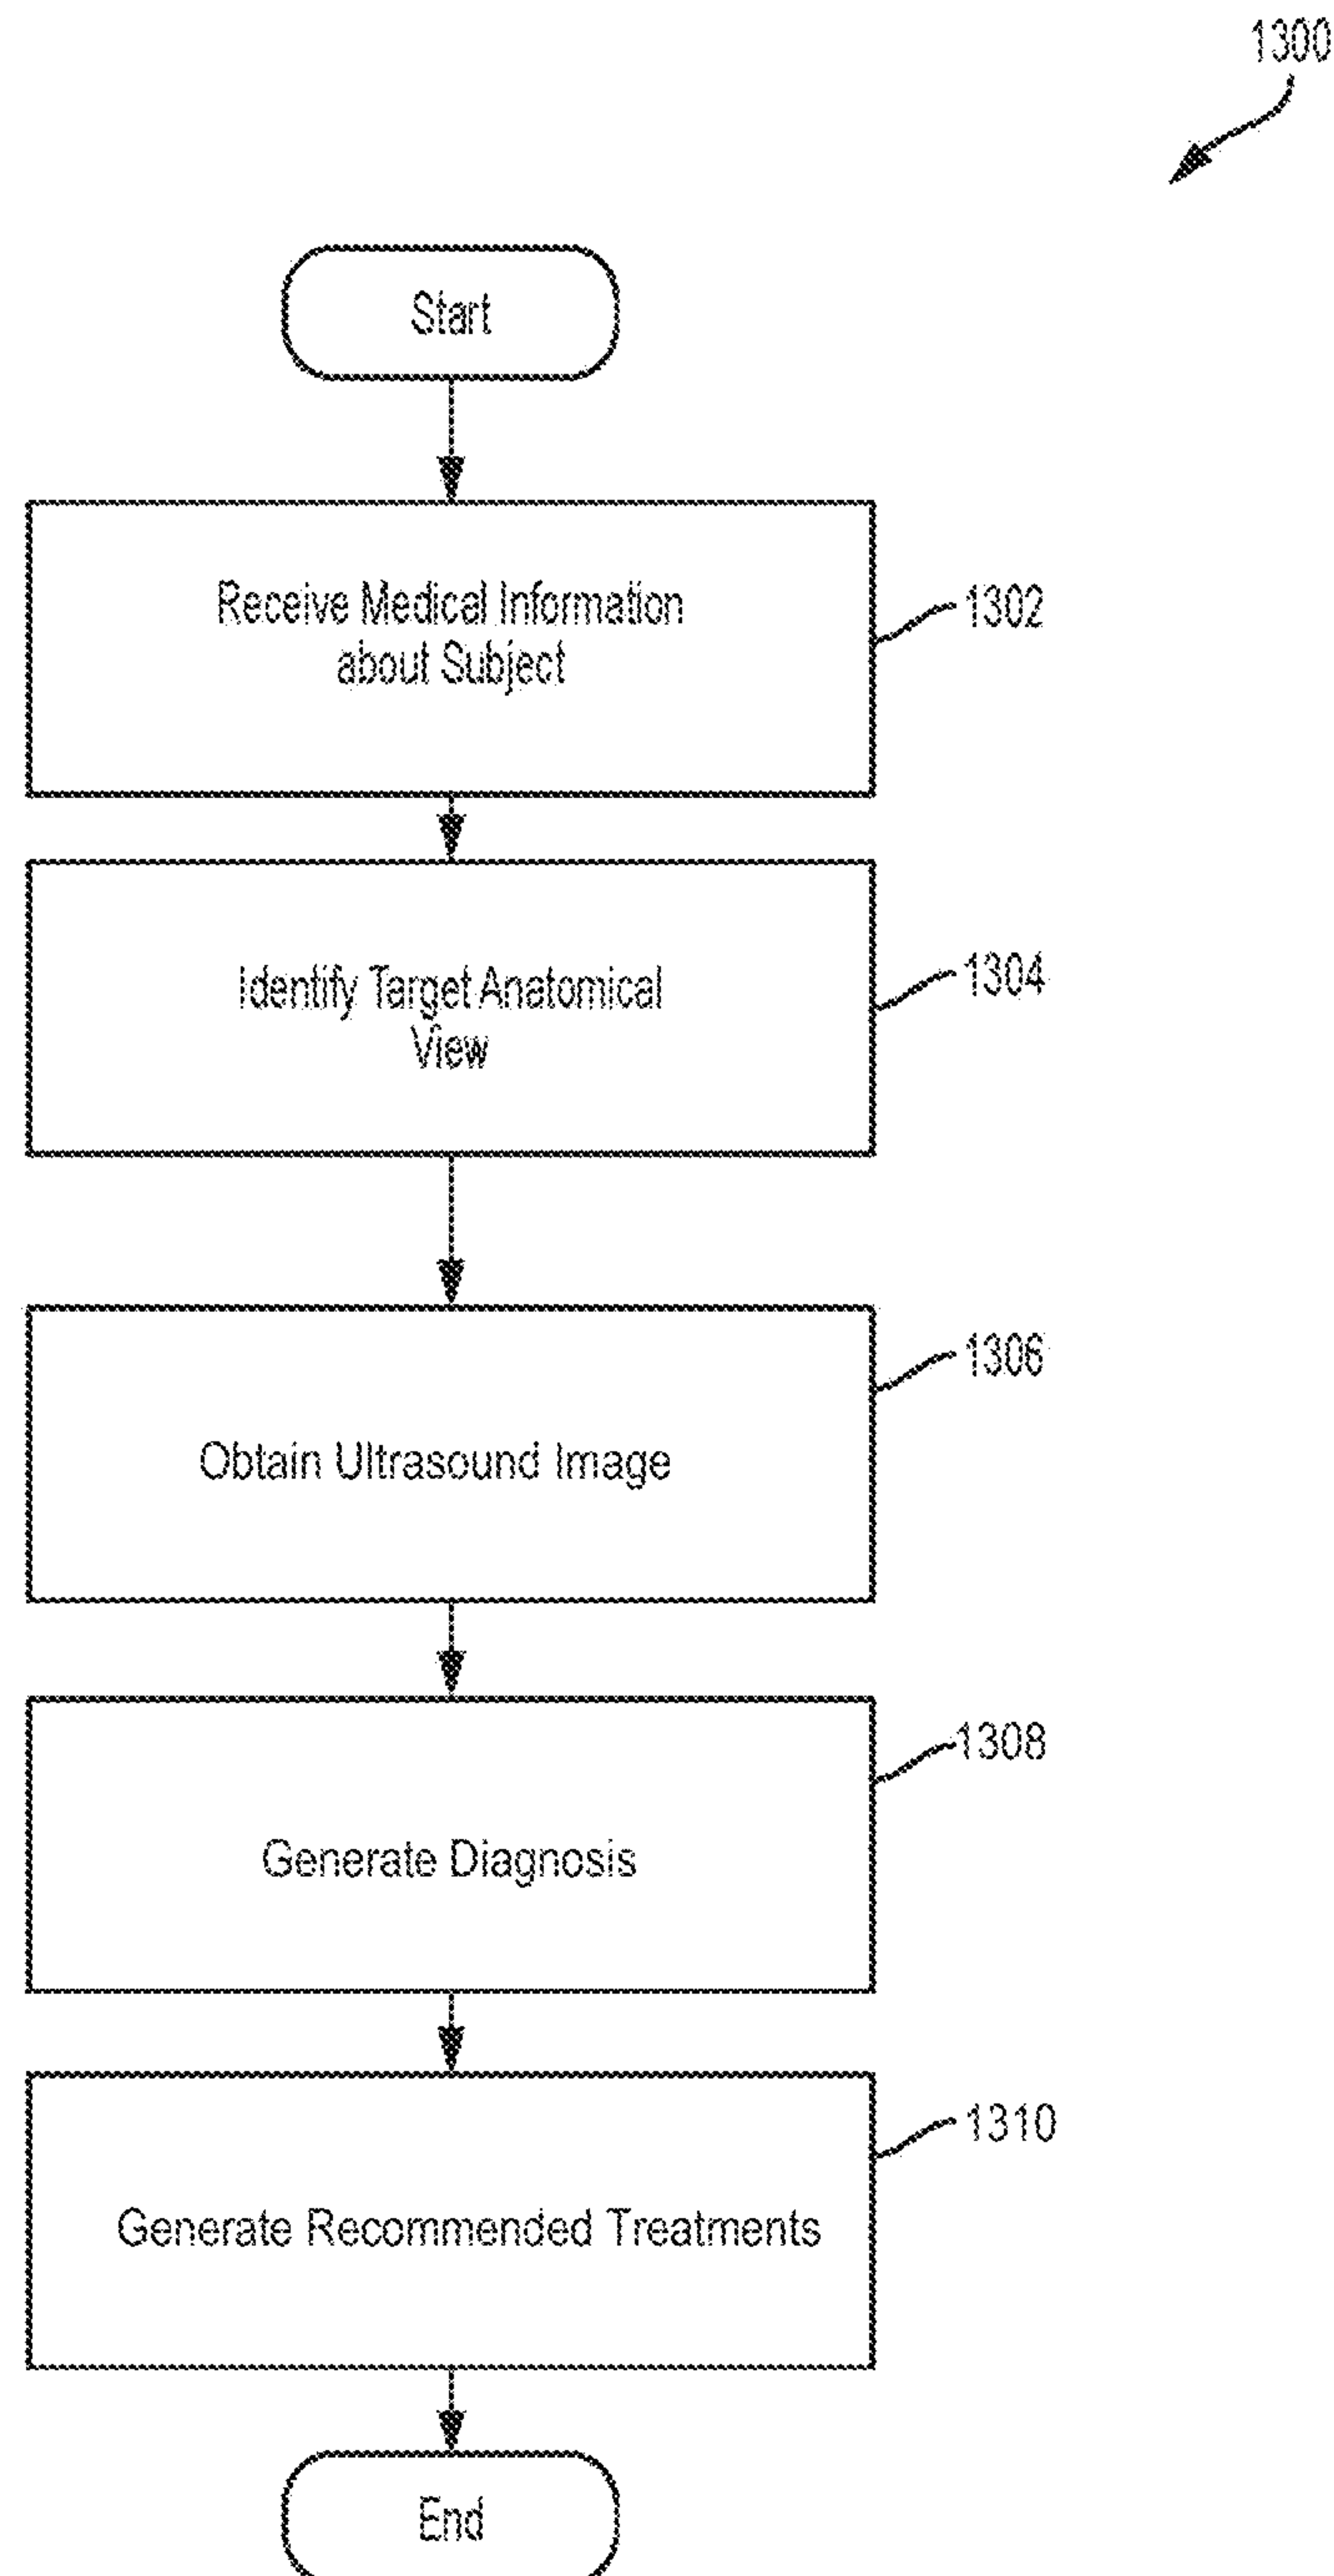 1300
Start
Receive Medical Information
about Subject
1302
Identify Target Anatomical
View
1304
1306
Obtain Ultrasound Image
1308
Generate Diagnosis
1310
Generate Recommended Treatments
End